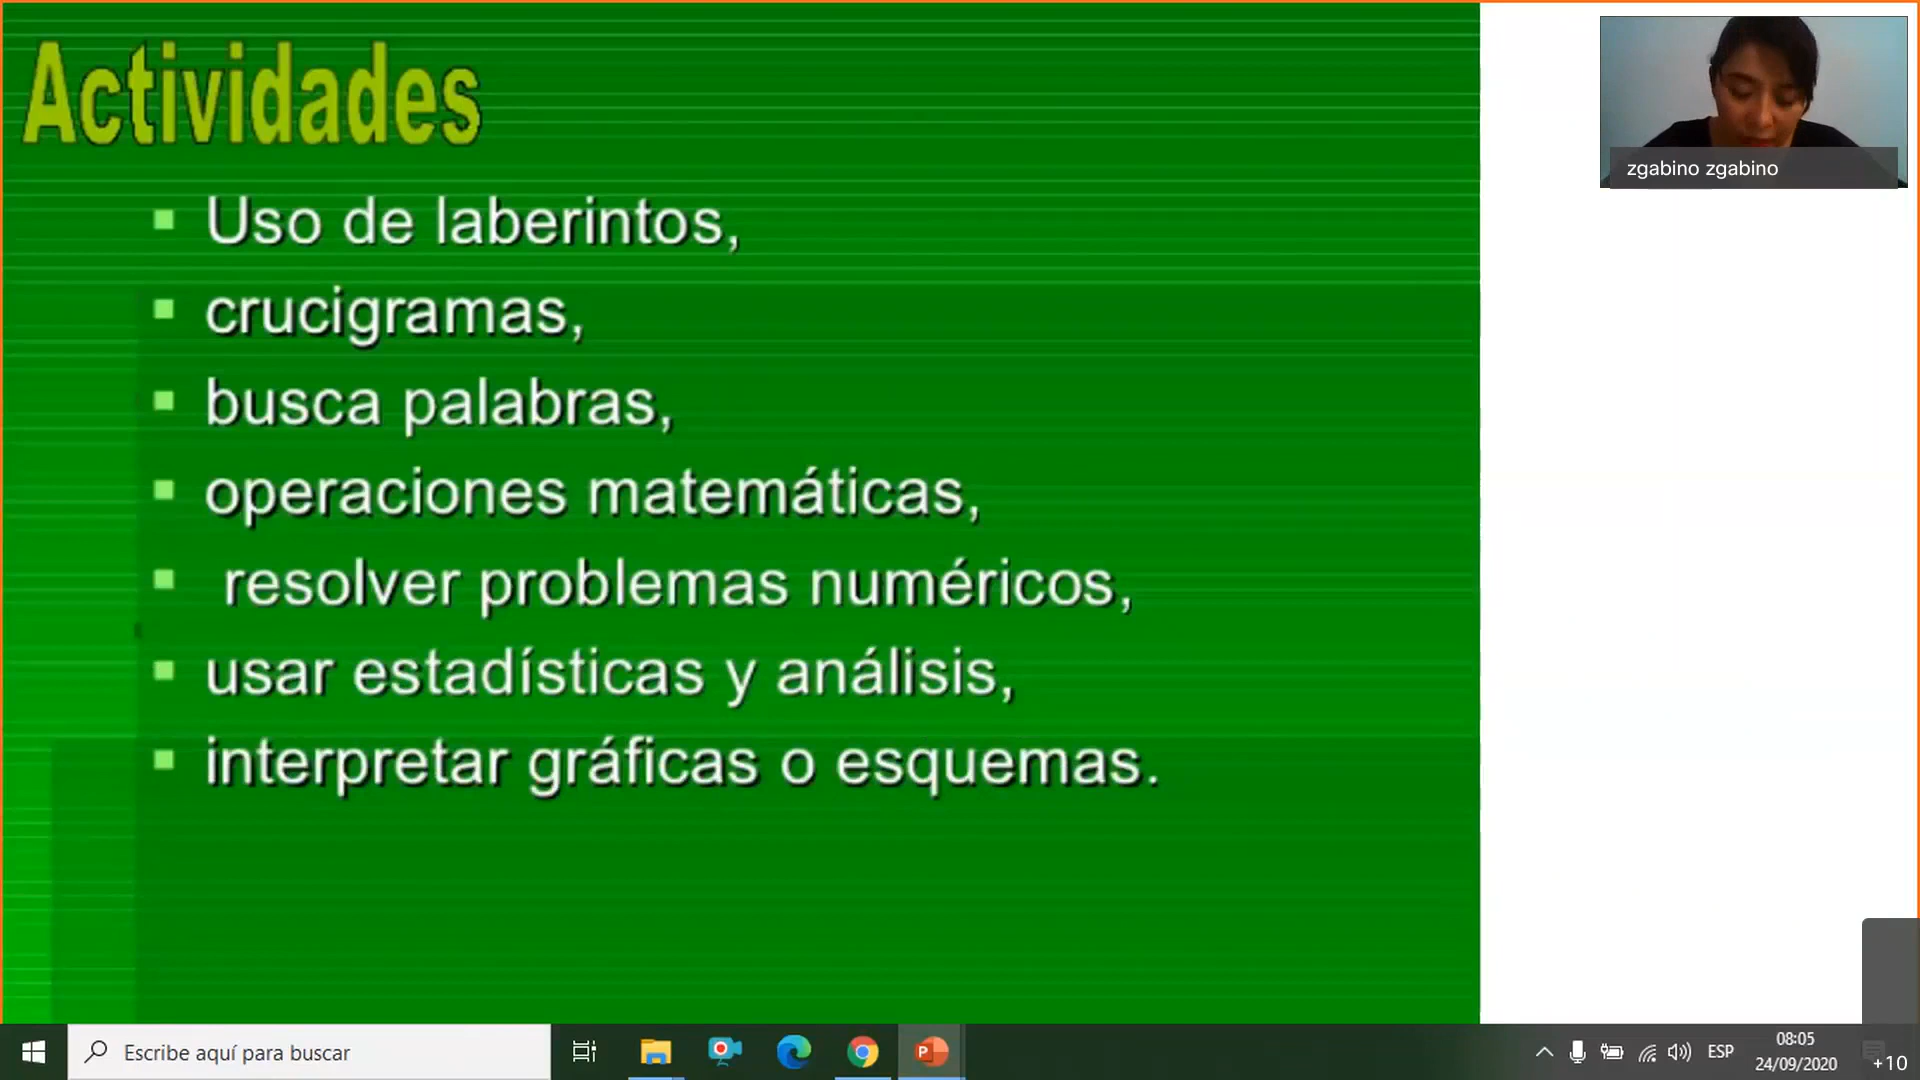 Actividades
Uso de laberintos,
crucigramas,
busca palabras,
operaciones matemáticas,
resolver problemas numéricos,
usar estadísticas y análisis,
interpretar gráficas o esquemas.
zgabino zgabino
Escribe aquí para buscar
ESP
08:05
24/09/2020
+10